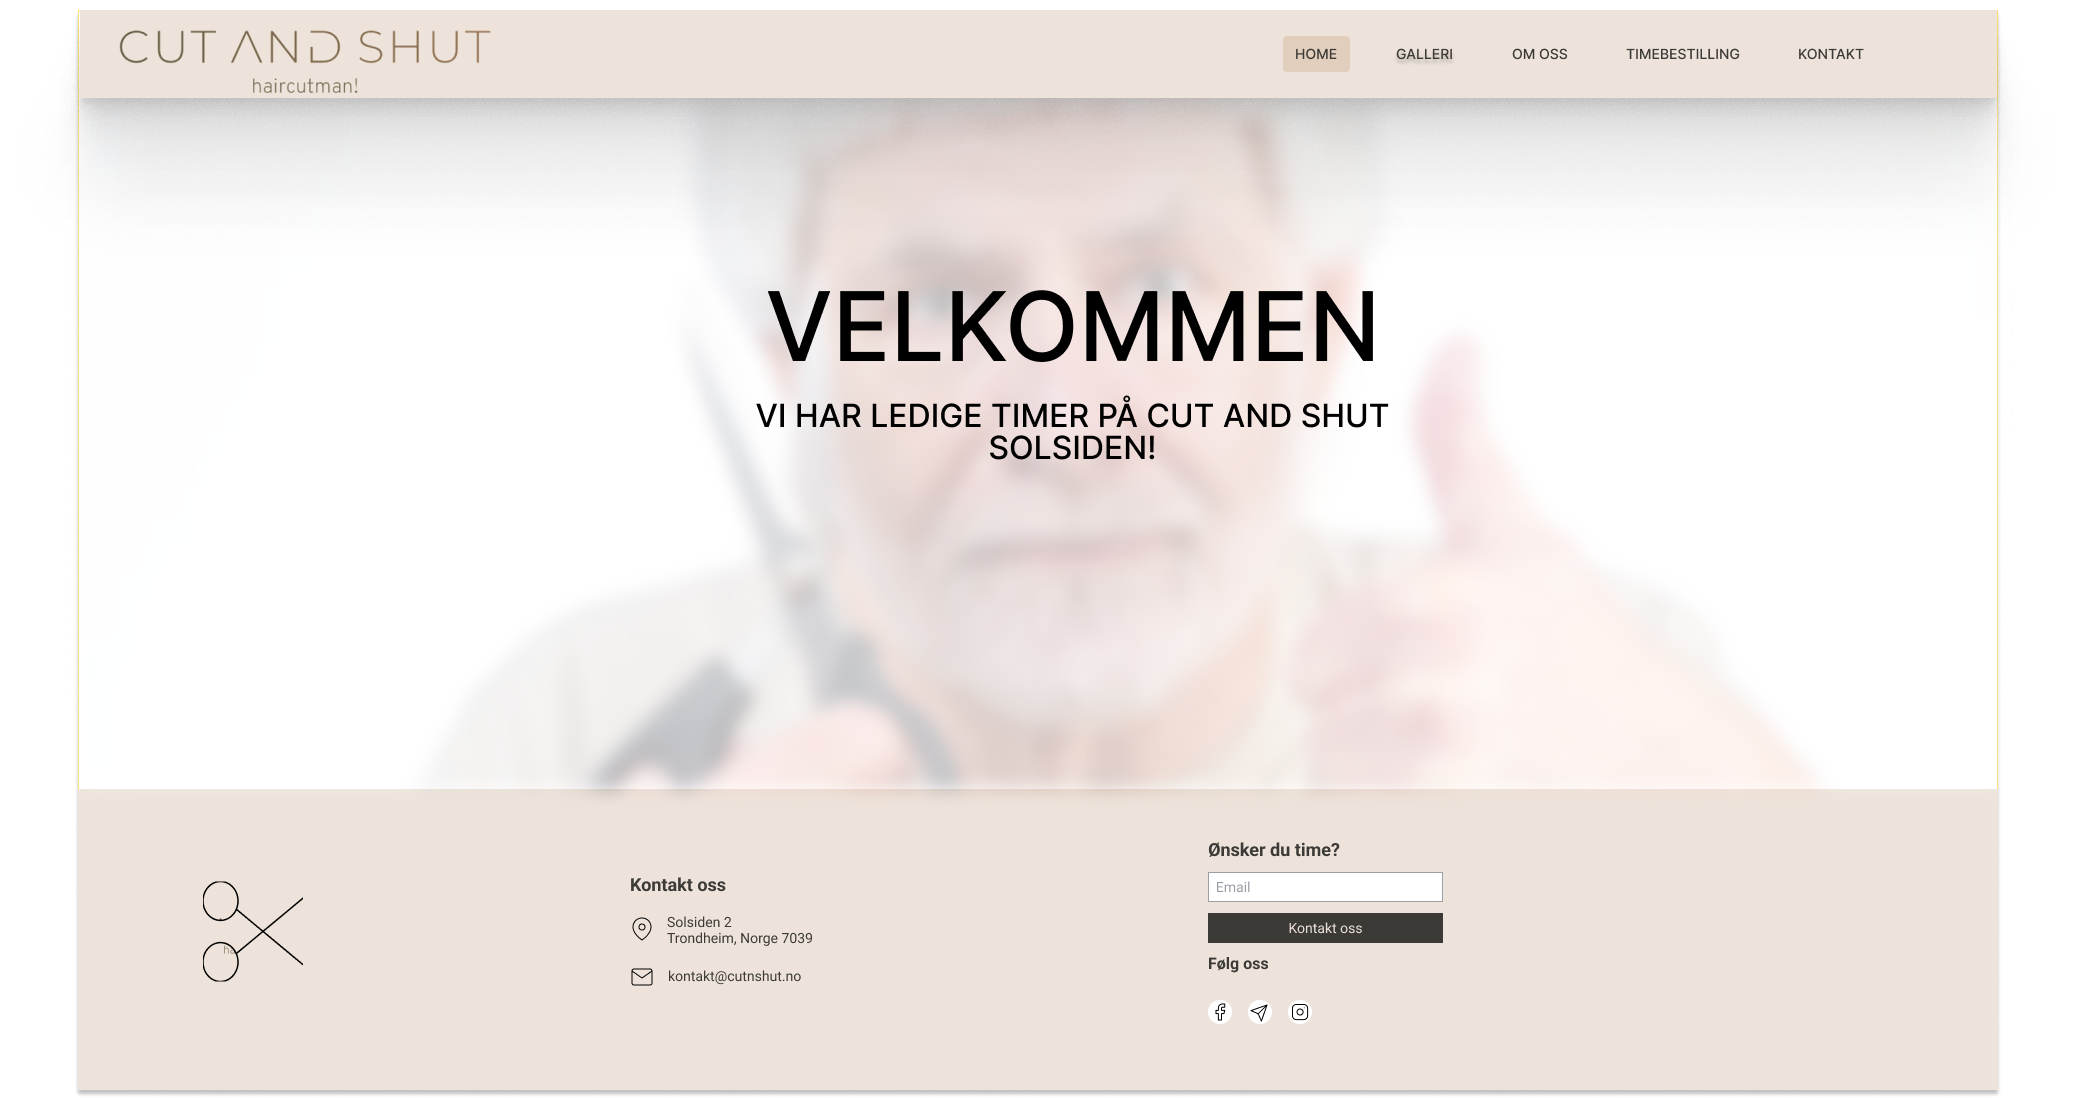 CUT AND SHUT
haircutman!
HOME
GALLERI
OM OSS
TIMEBESTILLING
KONTAKT
VELKOMMEN
VI HAR LEDIGE TIMER PÅ CUT AND SHUT
SOLSIDEN!
Kontakt oss
Solsiden 2
Trondheim, Norge 7039
kontakt@cutnshut.no
Ønsker du time?
Email
Kontakt oss
Følg oss